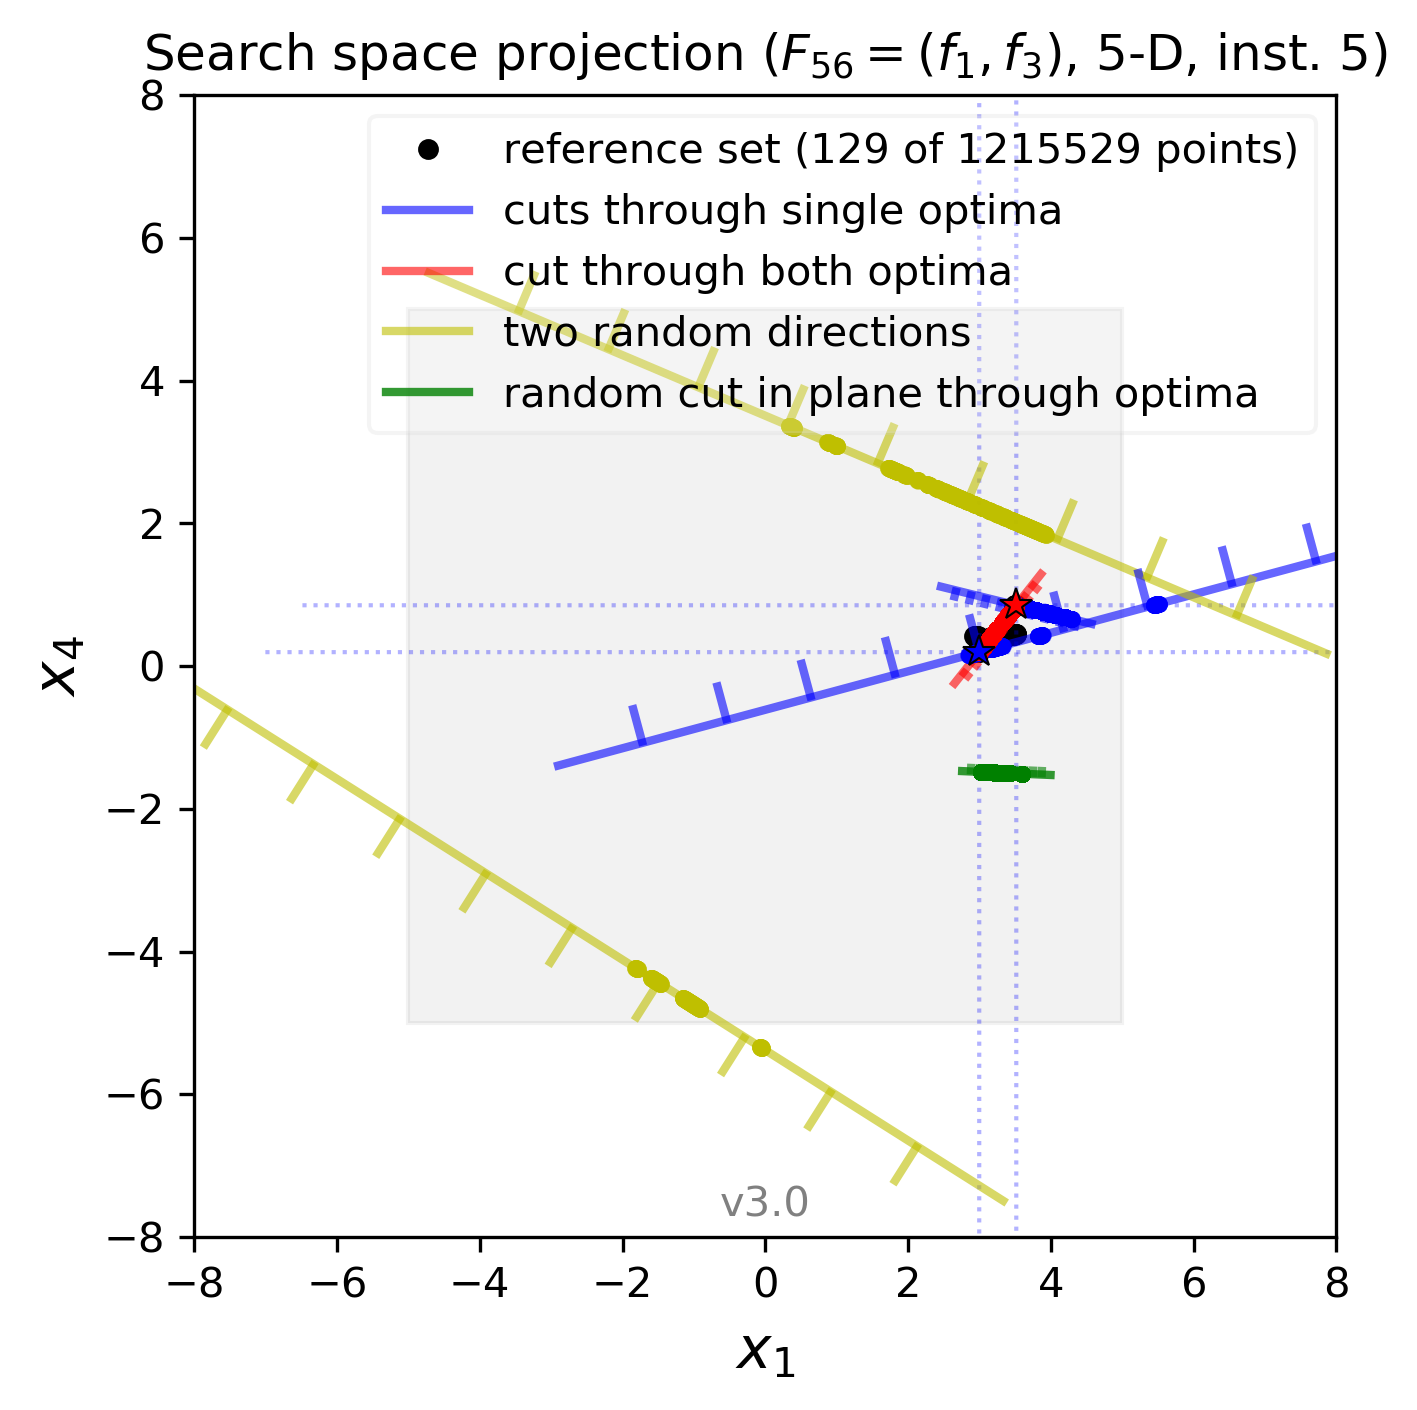 Search space projection (F56 = (f1, f3), 5-D, inst. 5)
8
6
4
2
0
−2
−4
−6
−8
x4
reference set (129 of 1215529 points)
cuts through single optima
cut through both optima
two random directions
random cut in plane through optima
v3.0
−8 −6 −4 −2 0 2 4 6 8
x1